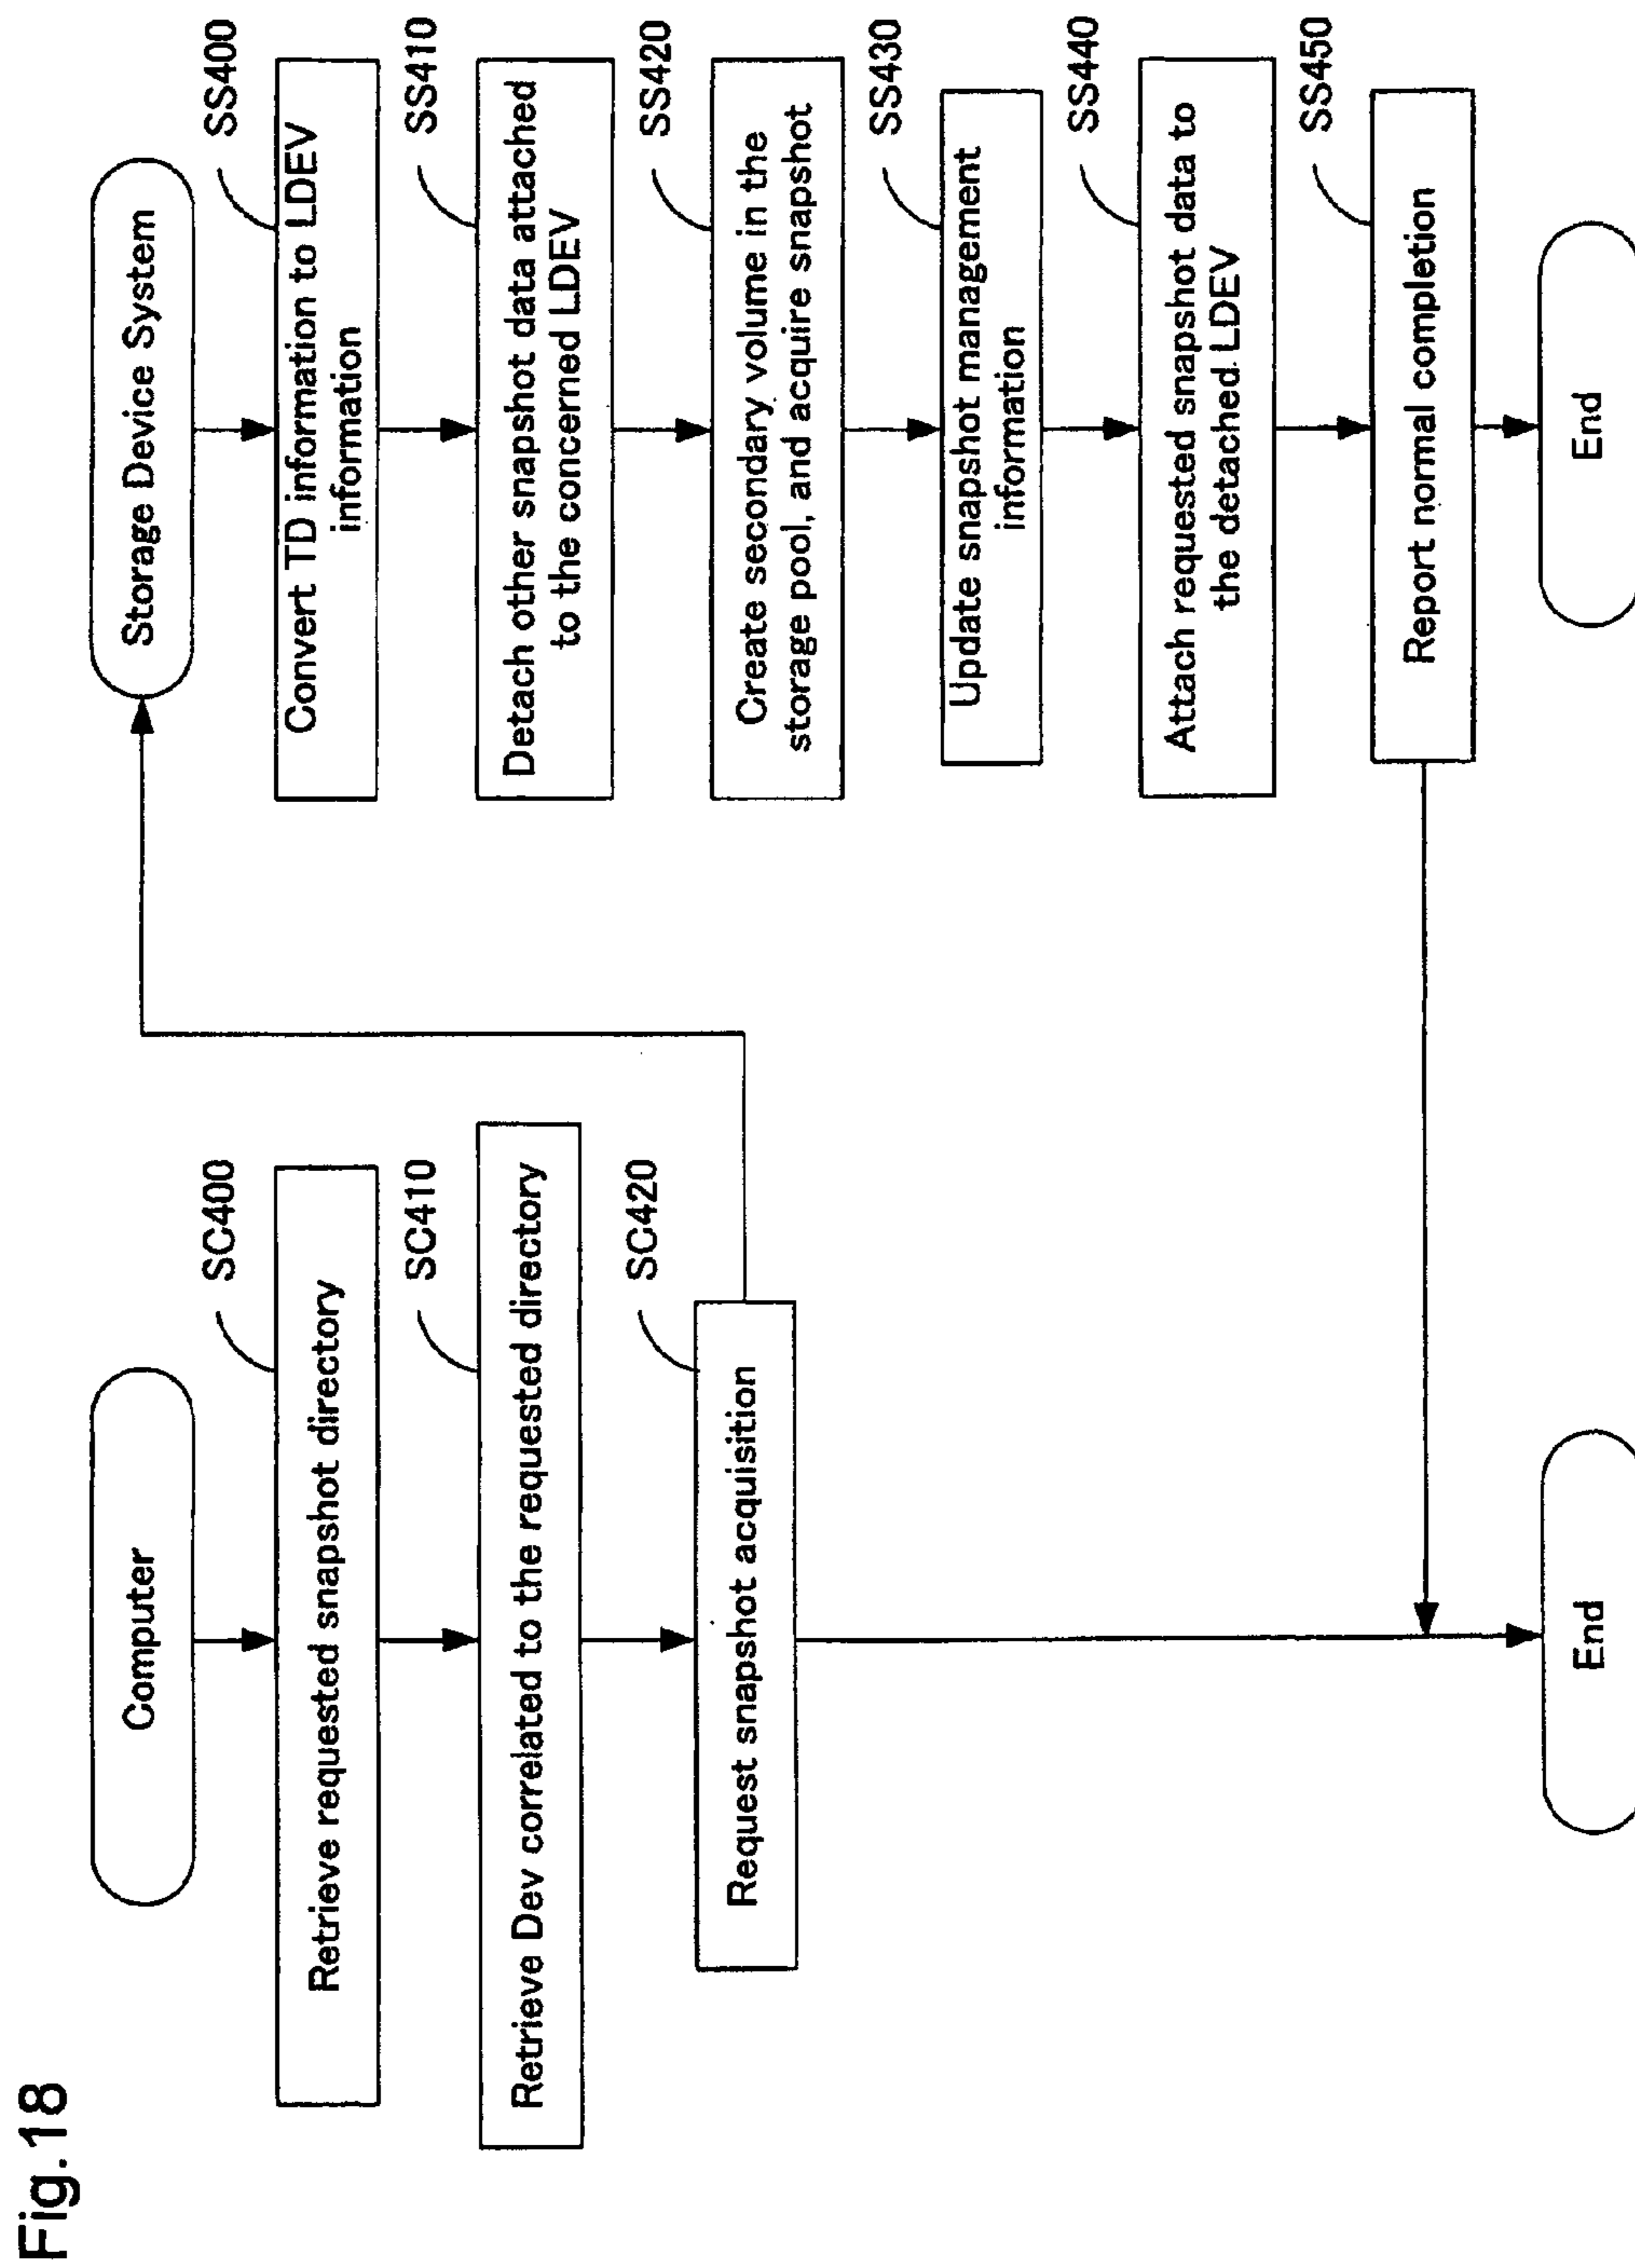 Fig.18
Computer
SC400
Retrieve requested snapshot directory
SC410
Retrieve Dev correlated to the requested directory
SC420
Request snapshot acquisition
End
Storage Device System
SS400
Convert TD information to LDEV
information
SS410
Detach other snapshot data attached
to the concerned LDEV
SS420
Create secondary volume in the
storage pool, and acquire snapshot
SS430
Update snapshot management
information
SS440
Attach requested snapshot data to
the detached LDEV
SS450
Report normal completion
End